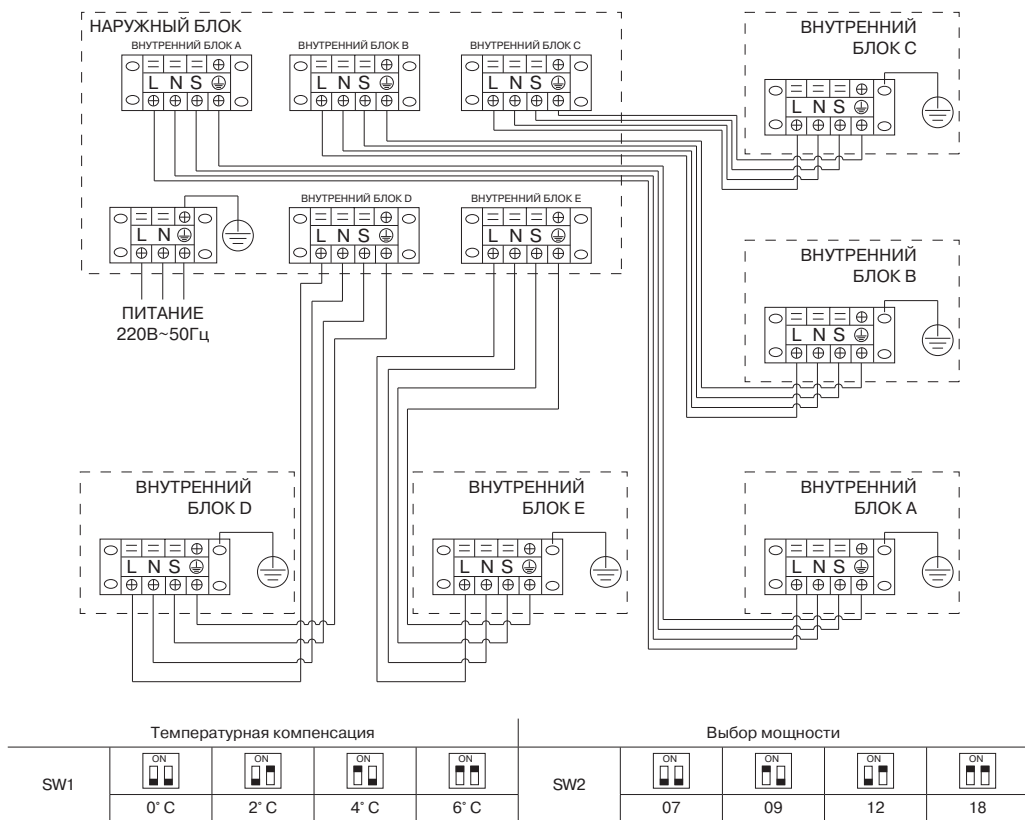 НАРУЖНЫЙ БЛОК
ВНУТРЕННИЙ БЛОК A
ВНУТРЕННИЙ БЛОК B
ВНУТРЕННИЙ БЛОК C
L N S
L N S
L N S
ВНУТРЕННИЙ
БЛОК C
L N S
ВНУТРЕННИЙ БЛОК D
ВНУТРЕННИЙ БЛОК E
L N
L N S
L N S
ПИТАНИЕ
220В~50Гц
ВНУТРЕННИЙ
БЛОК B
L N S
ВНУТРЕННИЙ
БЛОК D
L N S
ВНУТРЕННИЙ
БЛОК E
L N S
ВНУТРЕННИЙ
БЛОК A
L N S
Температурная компенсация
Выбор мощности
SW1
ON
ON
ON
ON
SW2
ON
ON
ON
ON
0° C
2° C
4° C
6° C
07
09
12
18